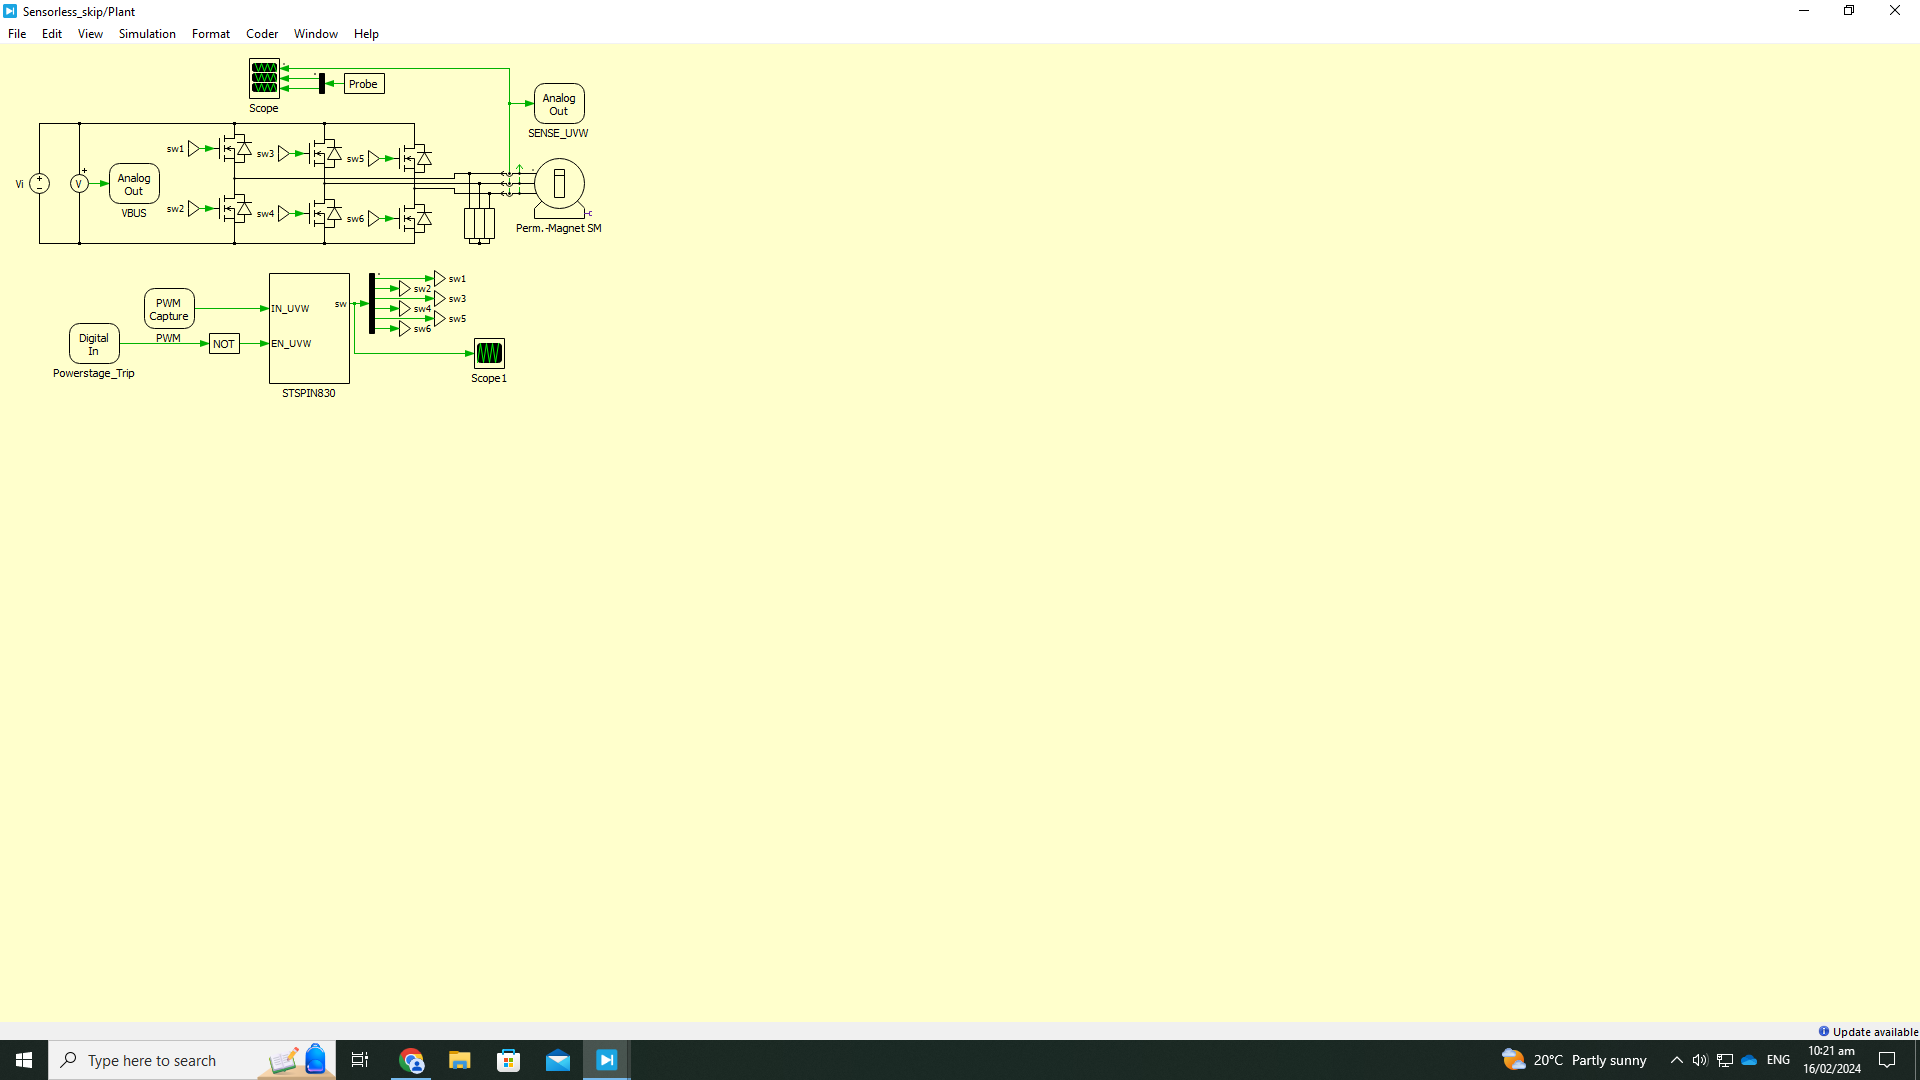 Sensorless_skip/Plant
File Edit View Simulation Format Coder Window Help
Probe
Scope
Analog
Out
SENSE_UVW
sw1
sw3
sw5
Vi
V
Analog
Out
VBUS
sw2
sw4
sw6
Perm.-Magnet SM
PWM
Capture
PWM
Digital
In
Powerstage_Trip
NOT
IN_UVW
EN_UVW
sw
STSPIN830
sw1
sw2
sw3
sw4
sw5
sw6
Scope1
Update available
Type here to search
20°C Partly sunny
ENG
10:21 am
16/02/2024